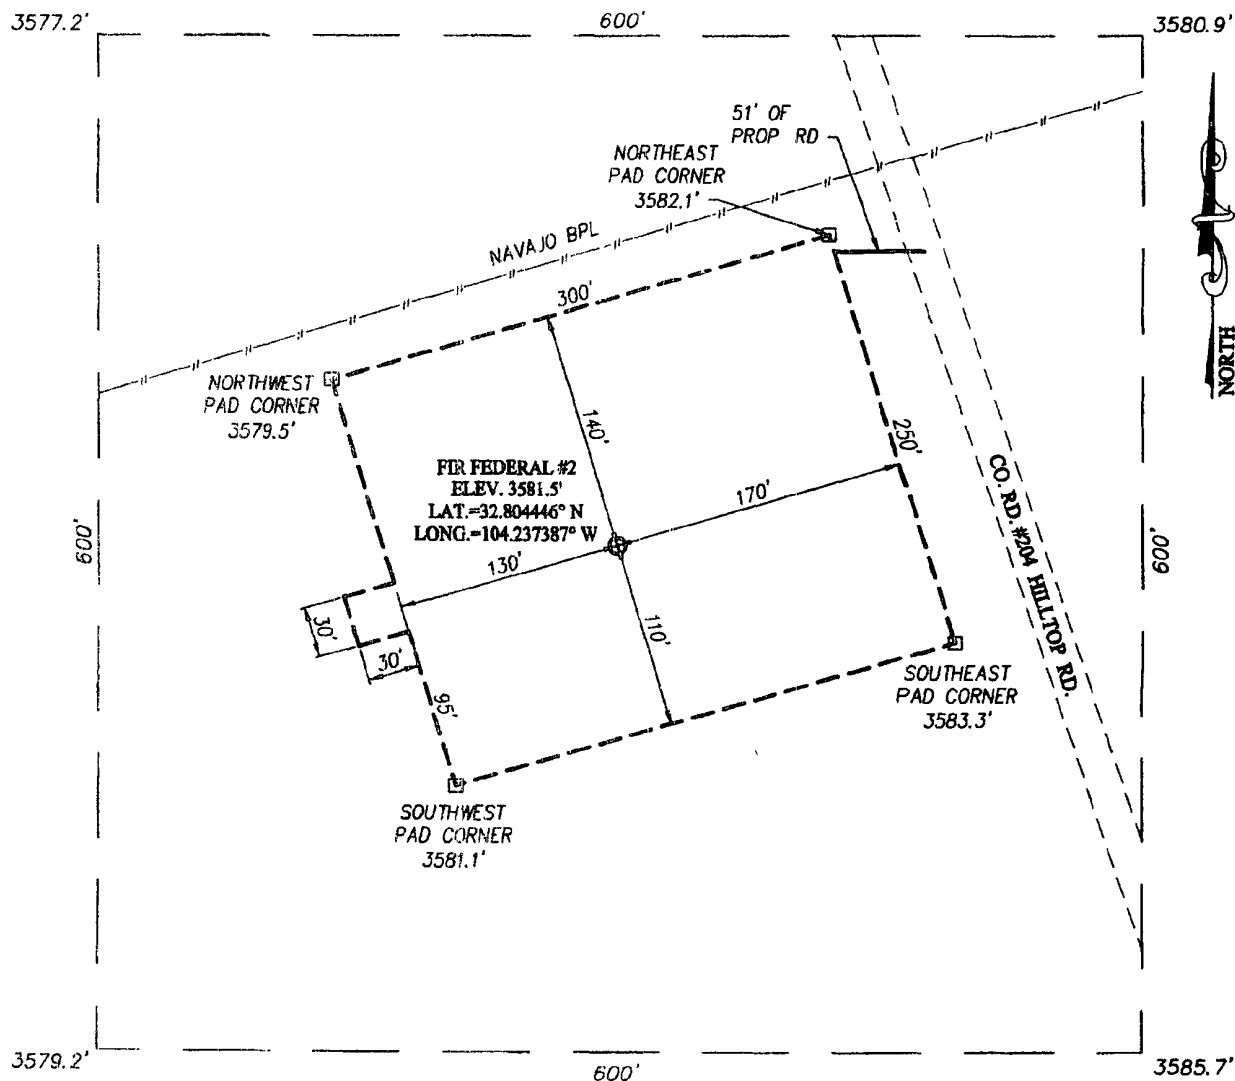 3577.2'
600'
3580.9'
51' OF
PROP RD
NORTHEAST
PAD CORNER
3582.1'
NAVAJO BPL
300'
NORTHWEST
PAD CORNER
3579.5'
NORTH
140'
250'
FIR FEDERAL #2
ELEV. 3581.5'
LAT.=32.804446° N
LONG.=104.237387° W
170'
CO. RD. #204 HILLTOP RD.
600'
600'
130'
110'
30'
30'
95'
SOUTHEAST
PAD CORNER
3583.3'
SOUTHWEST
PAD CORNER
3581.1'
3579.2'
600'
3585.7'